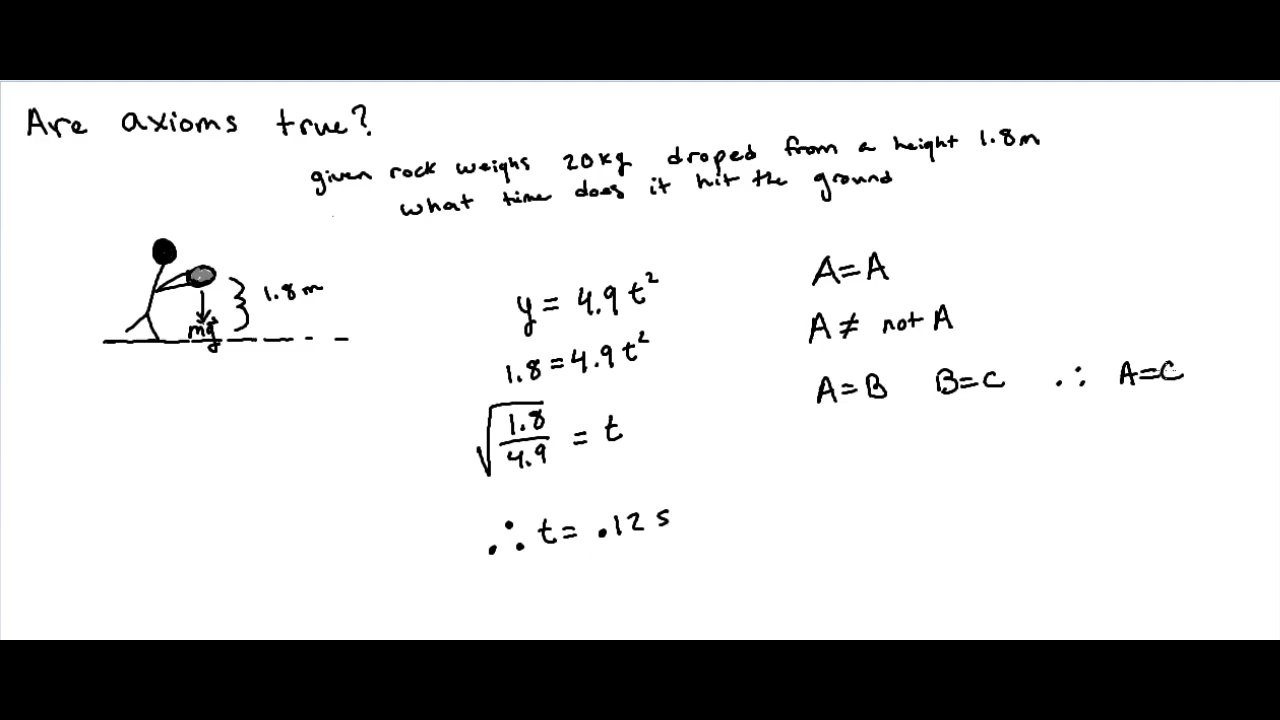 Are axioms true?
given rock weighs 20kg droped from a height 1.8m
what time does it hit the ground
1.8m
mg
y = 4.9t²
1.8 = 4.9t²
√(1.8/4.9) = t
∴ t = .12 s
A = A
A ≠ not A
A = B B = C ∴ A = C